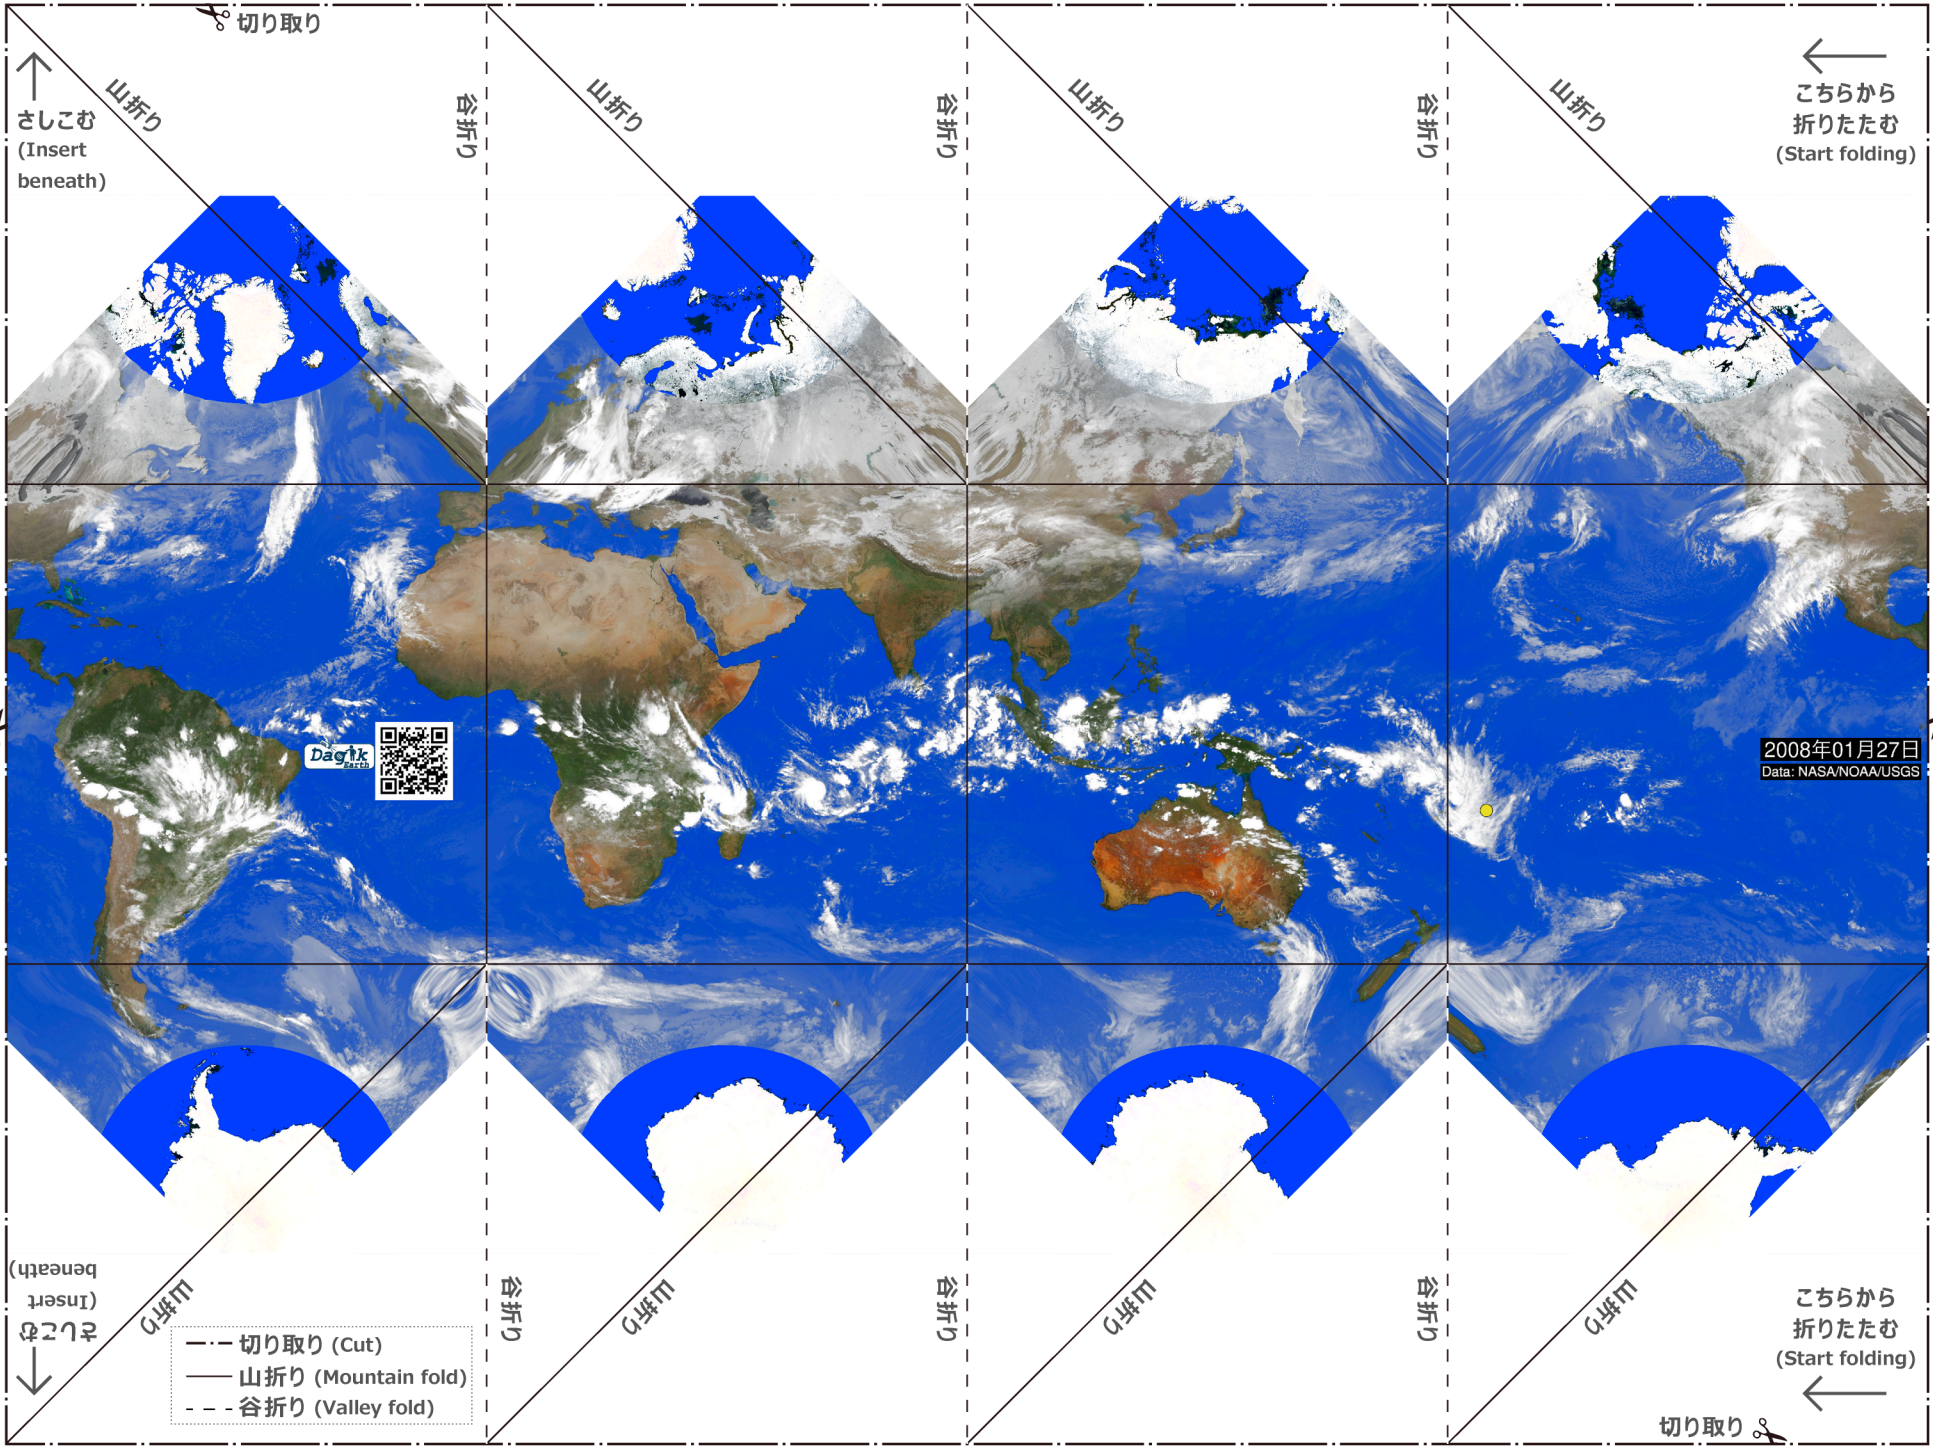 切り取り
山折り
谷折り
山折り
谷折り
山折り
谷折り
山折り
こちらから
折りたたむ
(Start folding)
さしこむ
(Insert
beneath)
Dagik
Earth
2008年01月27日
Data: NASA/NOAA/USGS
さしこむ
(Insert
beneath)
山折り
谷折り
山折り
谷折り
山折り
谷折り
山折り
こちらから
折りたたむ
(Start folding)
切り取り (Cut)
山折り (Mountain fold)
谷折り (Valley fold)
切り取り